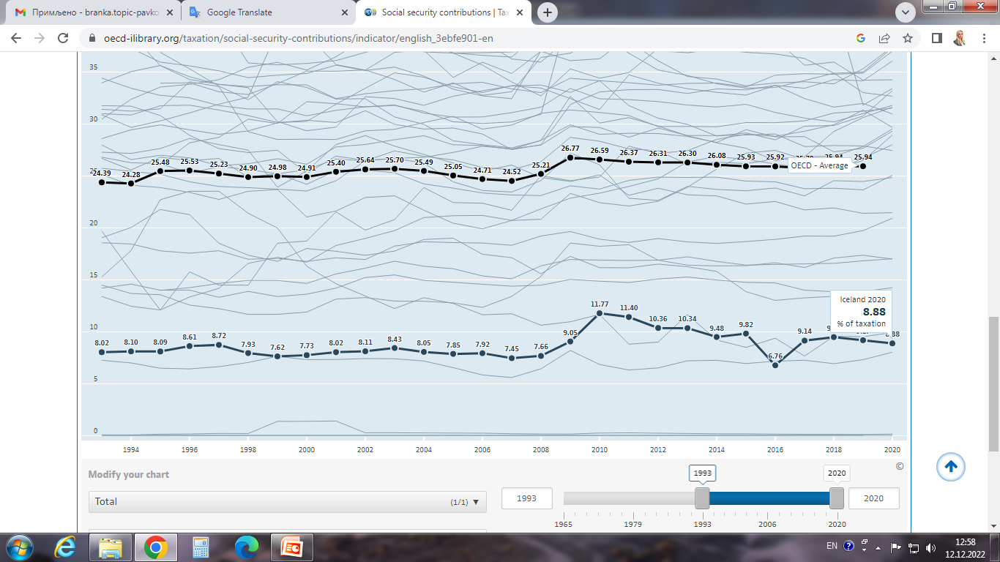 Примљено - branka.topic-pavko
Google Translate
Social security contributions | Tax
oecd-ilibrary.org/taxation/social-security-contributions/indicator/english_3ebfe901-en
35
30
25
20
15
10
5
0
24.39 24.28 25.48 25.53 25.23 24.90 24.98 24.91 25.40 25.64 25.70 25.49 25.05 24.71 24.52 25.21 26.77 26.59 26.37 26.31 26.30 26.08 25.93 25.92 25.94 25.94
OECD - Average
Iceland 2020
8.88
% of taxation
8.02 8.10 8.09 8.61 8.72 7.93 7.62 7.73 8.02 8.11 8.43 8.05 7.85 7.92 7.45 7.66 9.05 11.77 11.40 10.36 10.34 9.48 9.82 6.76 9.14 8.88
1994 1996 1998 2000 2002 2004 2006 2008 2010 2012 2014 2016 2018 2020
©
Modify your chart
1993 2020
Total (1/1) ▼
1993 2020
1965 1979 1993 2006 2020
EN
12:58
12.12.2022